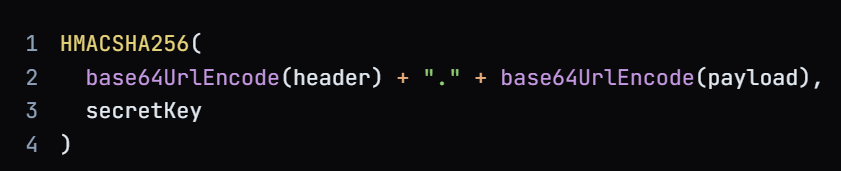 1 HMACSHA256(
2   base64UrlEncode(header) + "." + base64UrlEncode(payload),
3   secretKey
4 )